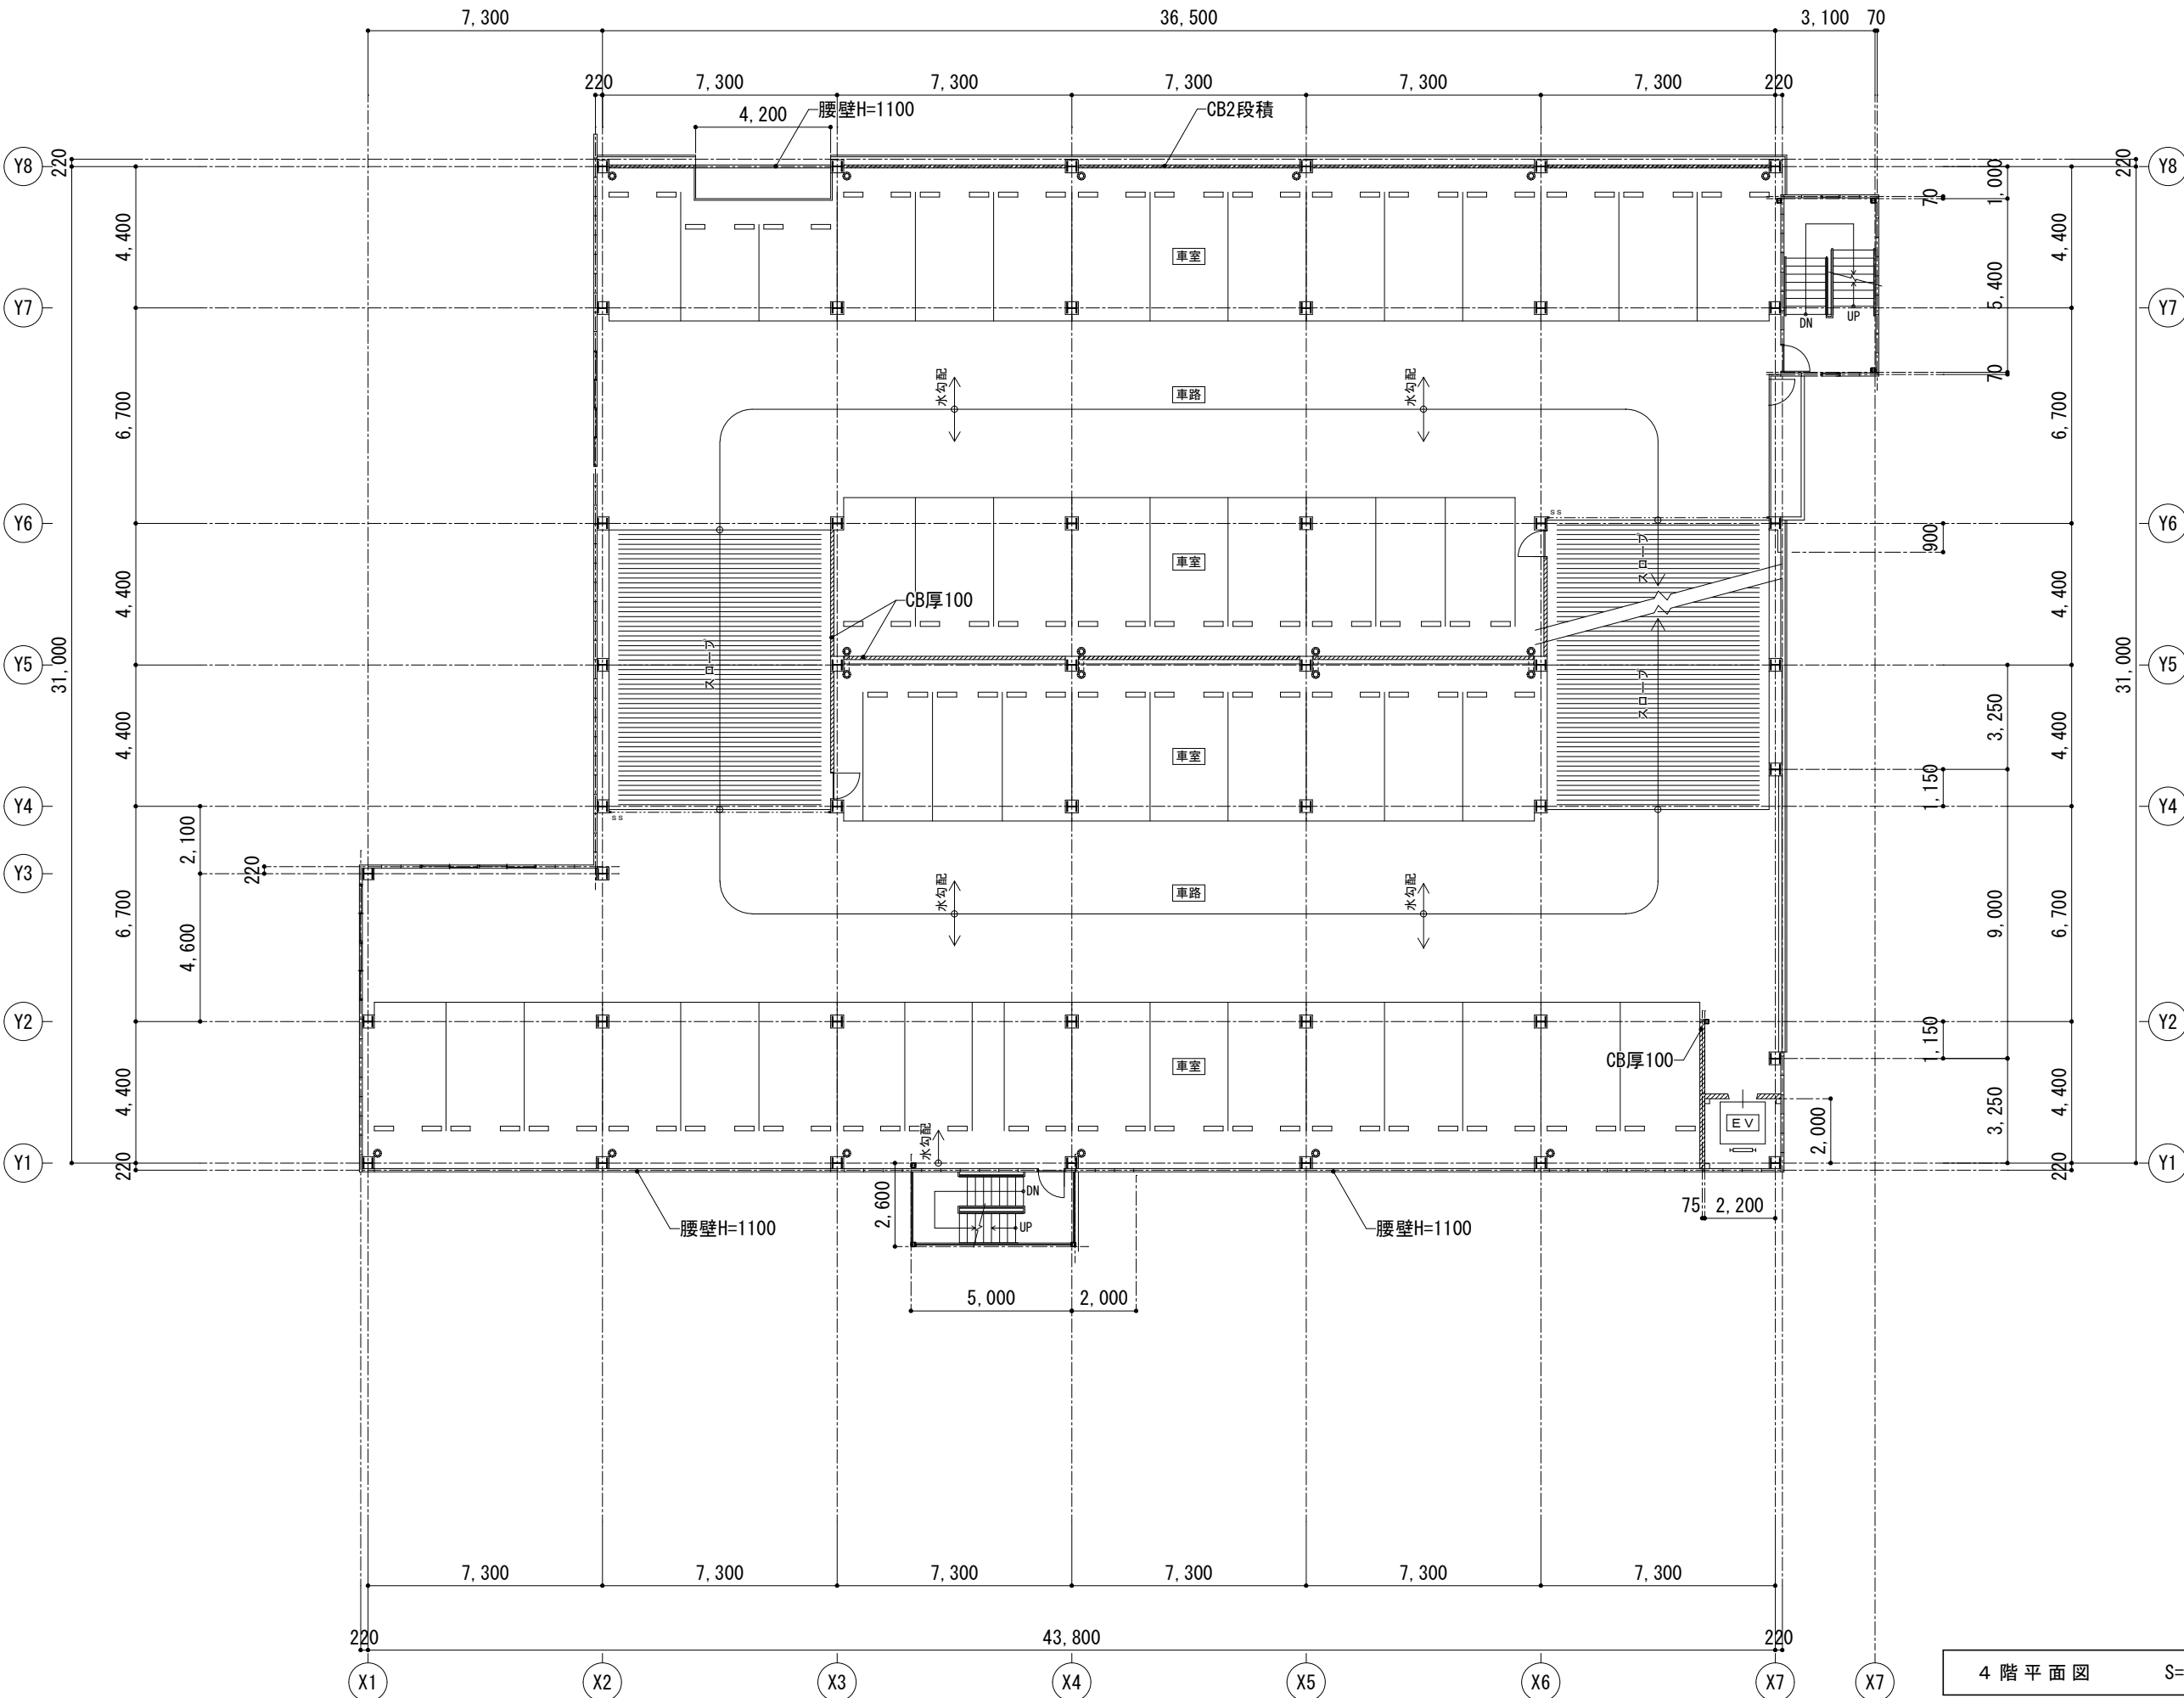 7,300
36,500
3,100
70
220
7,300
7,300
7,300
7,300
7,300
220
4,200
腰壁H=1100
CB2段積
Y8
220
220
Y8
1,000
70
4,400
車室
4,400
5,400
Y7
DN
UP
Y7
70
水勾配
車路
水勾配
6,700
6,700
Y6
ss
Y6
900
スロープ
車室
4,400
CB厚100
4,400
31,000
31,000
スロープ
Y5
Y5
スロープ
3,250
4,400
車室
4,400
1,150
Y4
ss
Y4
2,100
220
Y3
水勾配
車路
水勾配
6,700
4,600
9,000
6,700
Y2
Y2
1,150
CB厚100
車室
4,400
4,400
EV
水勾配
2,000
3,250
Y1
220
220
Y1
DN
2,600
UP
75
2,200
腰壁H=1100
腰壁H=1100
5,000
2,000
7,300
7,300
7,300
7,300
7,300
7,300
220
43,800
220
X1
X2
X3
X4
X5
X6
X7
X7
4階平面図 S=